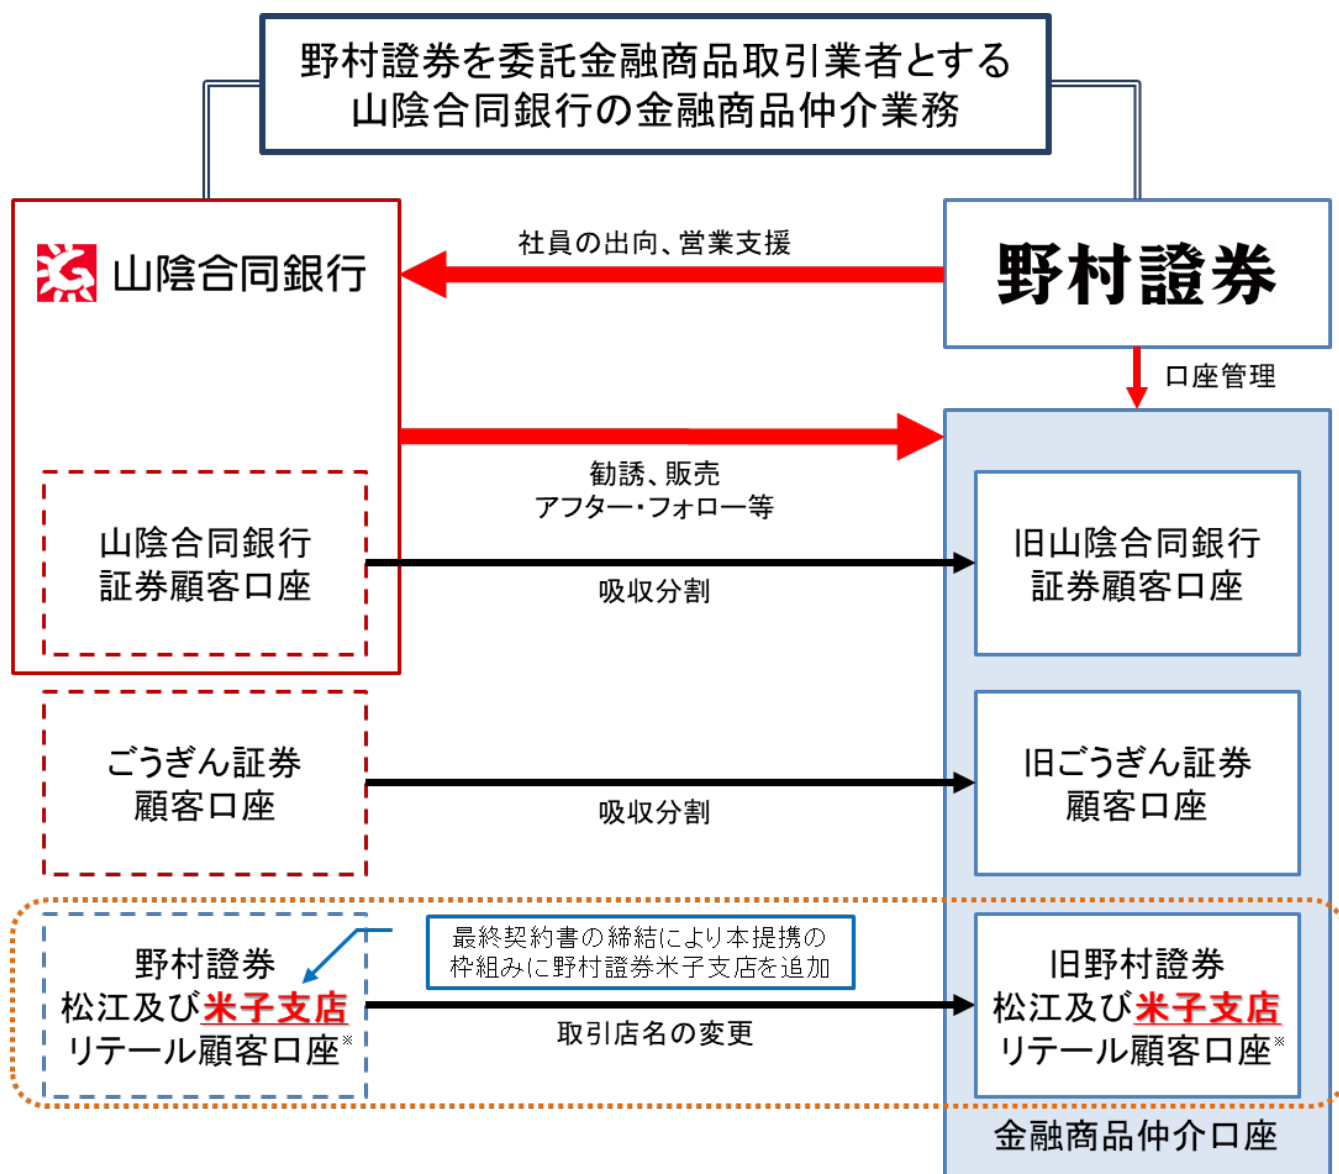 野村證券を委託金融商品取引業者とする
山陰合同銀行の金融商品仲介業務
山陰合同銀行
社員の出向、営業支援
野村證券
口座管理
勧誘、販売
アフター・フォロー等
山陰合同銀行
証券顧客口座
吸収分割
旧山陰合同銀行
証券顧客口座
ごうぎん証券
顧客口座
吸収分割
旧ごうぎん証券
顧客口座
最終契約書の締結により本提携の
枠組みに野村證券米子支店を追加
野村證券
松江及び米子支店
リテール顧客口座※
取引店名の変更
旧野村證券
松江及び米子支店
リテール顧客口座※
金融商品仲介口座